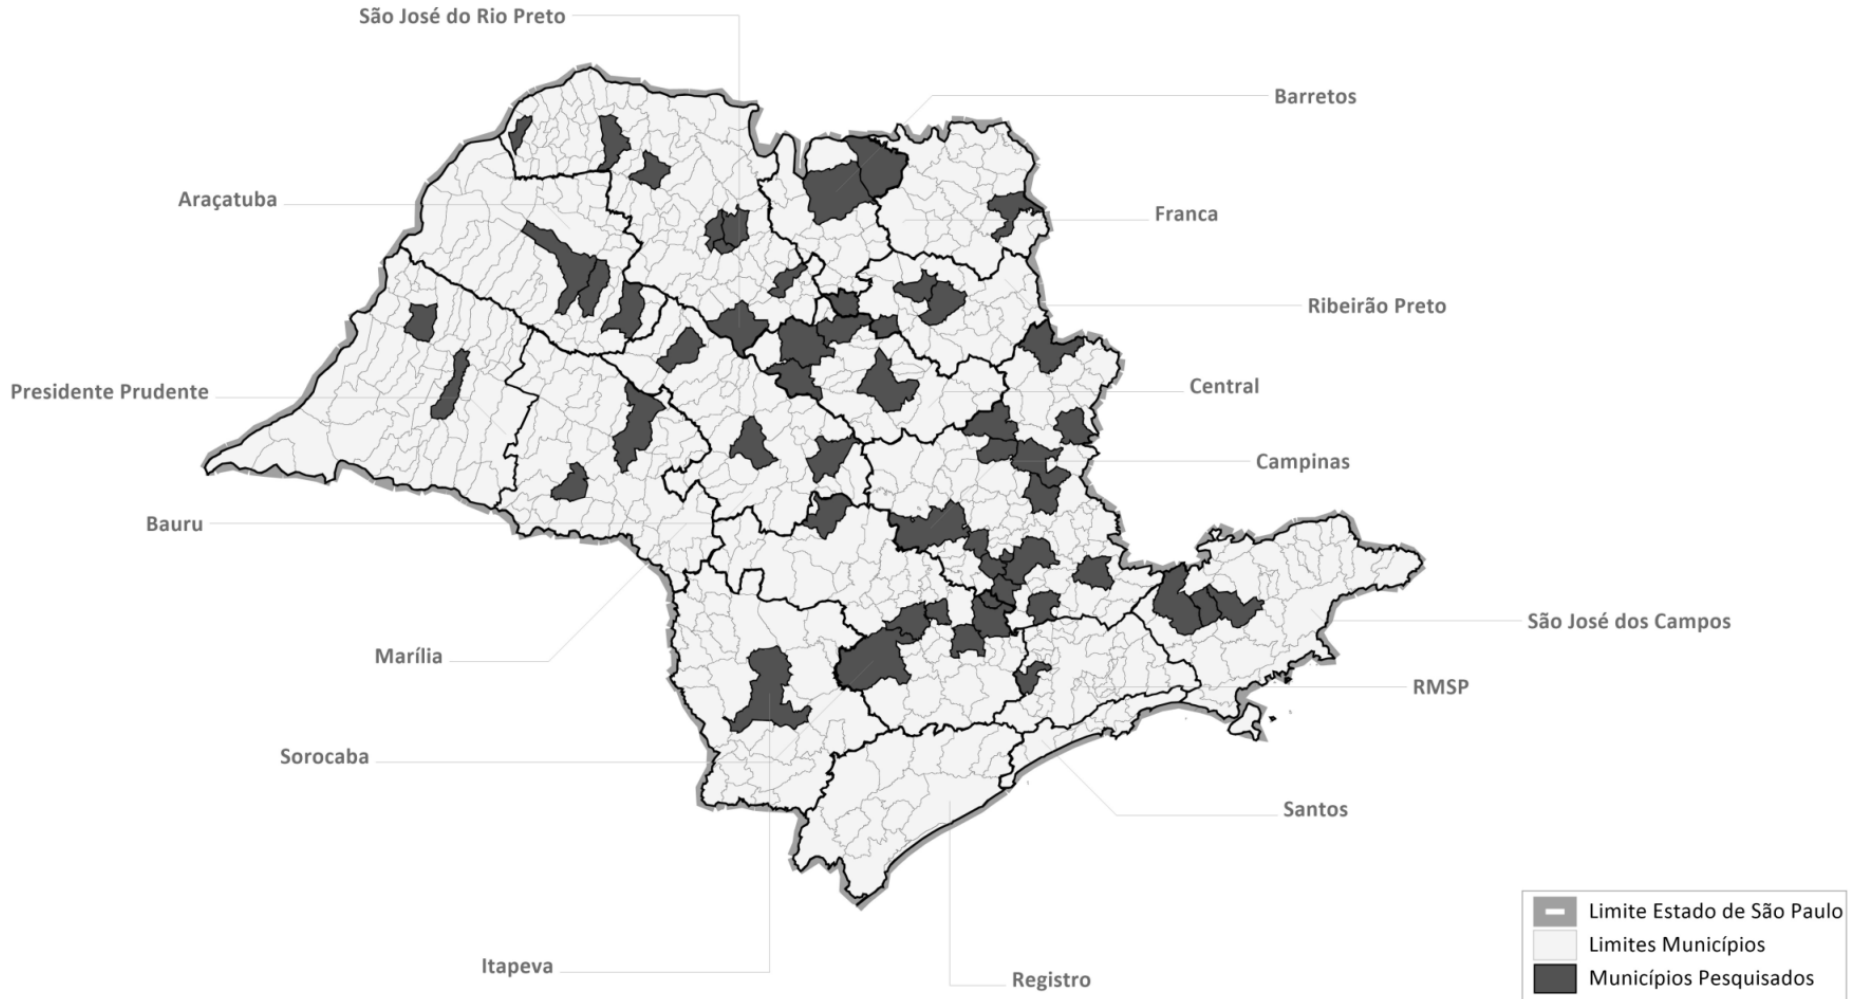 São José do Rio Preto
Barretos
Araçatuba
Franca
Ribeirão Preto
Presidente Prudente
Central
Campinas
Bauru
São José dos Campos
Marília
RMSP
Sorocaba
Santos
Itapeva
Registro
Limite Estado de São Paulo
Limites Municípios
Municípios Pesquisados